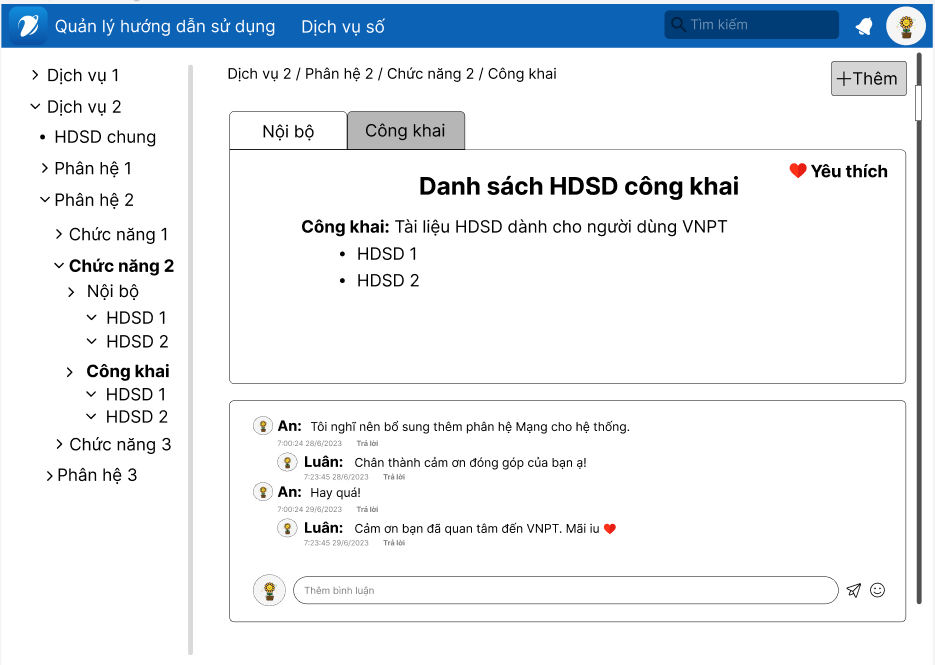 Quản lý hướng dẫn sử dụng Dịch vụ số Tìm kiếm
Dịch vụ 1
Dịch vụ 2
HDSD chung
Phân hệ 1
Phân hệ 2
Chức năng 1
Chức năng 2
Nội bộ
HDSD 1
HDSD 2
Công khai
HDSD 1
HDSD 2
Chức năng 3
Phân hệ 3
Dịch vụ 2 / Phân hệ 2 / Chức năng 2 / Công khai
+Thêm
Nội bộ Công khai
Yêu thích
Danh sách HDSD công khai
Công khai: Tài liệu HDSD dành cho người dùng VNPT
• HDSD 1
• HDSD 2
An: Tôi nghĩ nên bổ sung thêm phân hệ Mạng cho hệ thống.
7:00:24 28/6/2023 Trả lời
Luân: Chân thành cảm ơn đóng góp của bạn ạ!
7:23:45 28/6/2023 Trả lời
An: Hay quá!
7:00:24 29/6/2023 Trả lời
Luân: Cảm ơn bạn đã quan tâm đến VNPT. Mãi iu ❤
7:23:45 29/6/2023 Trả lời
Thêm bình luận